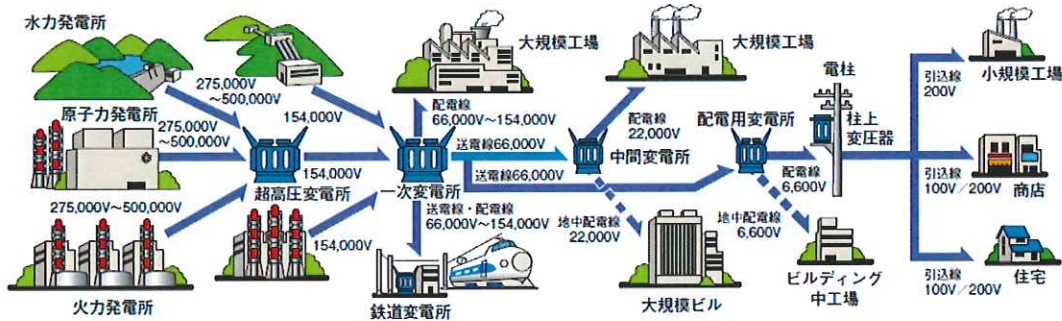 水力発電所
275,000V
～500,000V
原子力発電所
275,000V
～500,000V
275,000V～500,000V
火力発電所
超高圧変電所
154,000V
154,000V
154,000V
一次変電所
大規模工場
配電線
66,000V～154,000V
送電線66,000V
送電線66,000V
送電線・配電線
66,000V～154,000V
鉄道変電所
中間変電所
大規模工場
配電線
22,000V
地中配電線
22,000V
大規模ビル
配電用変電所
配電線
6,600V
地中配電線
6,600V
ビルディング
中工場
電柱
柱上
変圧器
引込線
200V
小規模工場
引込線
100V／200V
商店
引込線
100V／200V
住宅